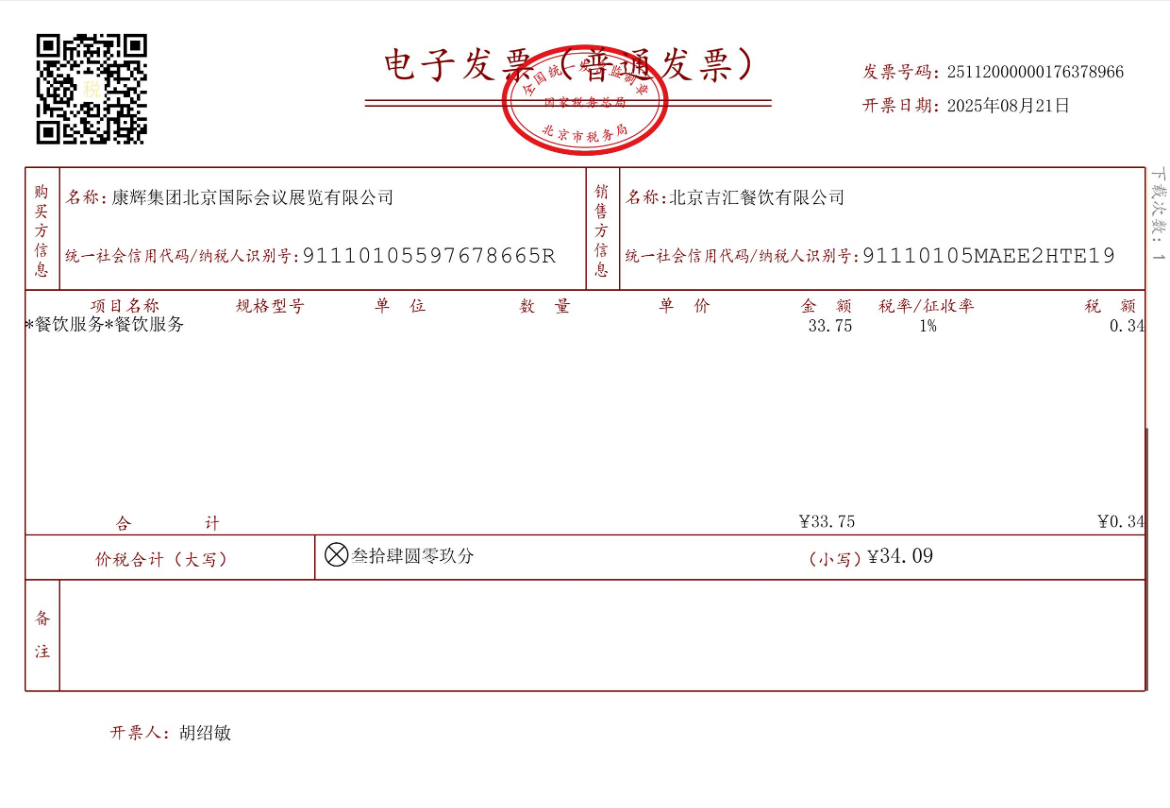 电子发票（普通发票）
全国统一发票监制章
国家税务总局
北京市税务局
发票号码：25112000000176378966
开票日期：2025年08月21日
下载次数：1
购买方信息
名称：康辉集团北京国际会议展览有限公司
统一社会信用代码/纳税人识别号：91110105597678665R
销售方信息
名称：北京吉汇餐饮有限公司
统一社会信用代码/纳税人识别号：91110105MAEE2HTE19
项目名称 规格型号 单位 数量 单价 金额 税率/征收率 税额
*餐饮服务*餐饮服务 33.75 1% 0.34
合计 ¥33.75 ¥0.34
价税合计（大写） ⊗叁拾肆圆零玖分 （小写）¥34.09
备注
开票人：胡绍敏
税